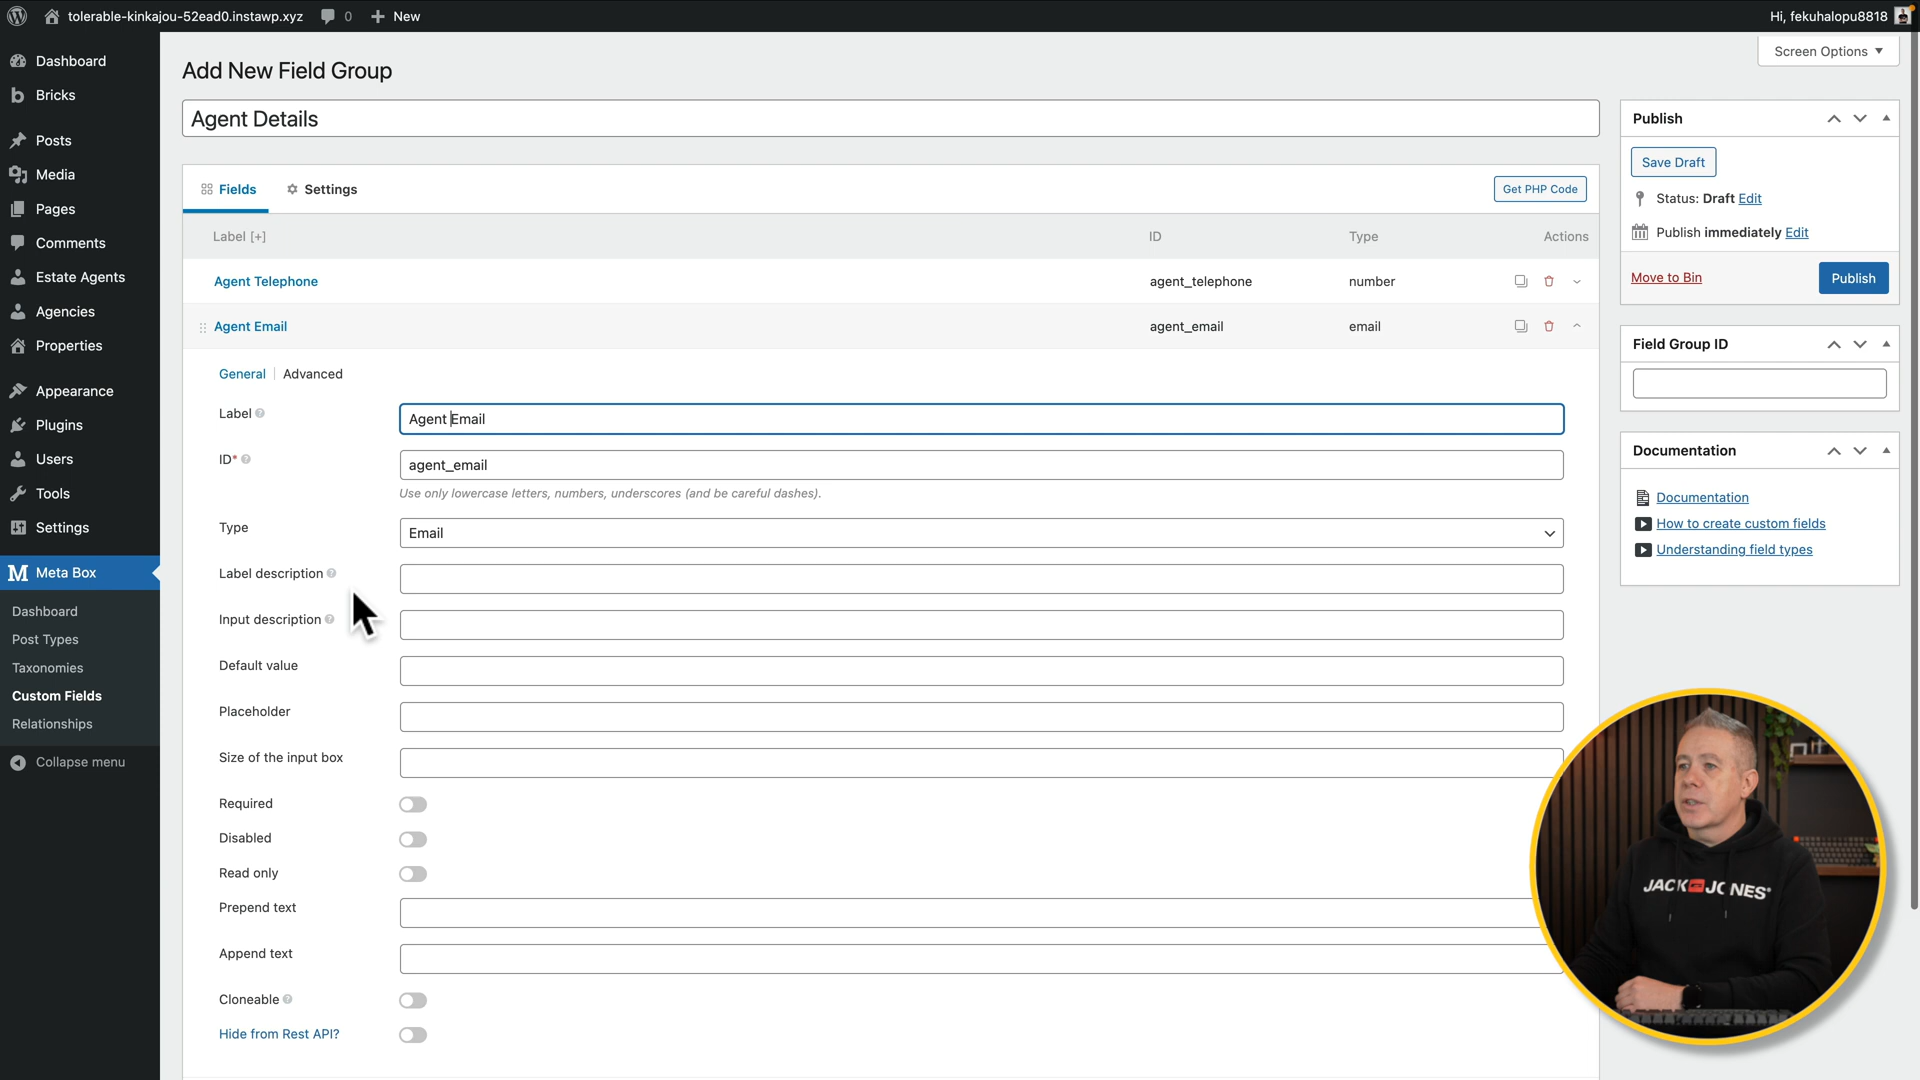 tolerable-kinkajou-52ead0.instawp.xyz 0 New Hi, fekuhalopu8818
Screen Options
Dashboard
Bricks
Posts
Media
Pages
Comments
Estate Agents
Agencies
Properties
Appearance
Plugins
Users
Tools
Settings
Meta Box
Dashboard
Post Types
Taxonomies
Custom Fields
Relationships
Collapse menu
Add New Field Group
Agent Details
Fields Settings Get PHP Code
Label [+] ID Type Actions
Agent Telephone agent_telephone number
Agent Email agent_email email
General Advanced
Label Agent Email
ID* agent_email
Use only lowercase letters, numbers, underscores (and be careful dashes).
Type Email
Label description
Input description
Default value
Placeholder
Size of the input box
Required
Disabled
Read only
Prepend text
Append text
Cloneable
Hide from Rest API?
Publish
Save Draft
Status: Draft Edit
Publish immediately Edit
Move to Bin Publish
Field Group ID
Documentation
Documentation
How to create custom fields
Understanding field types
JACK JONES